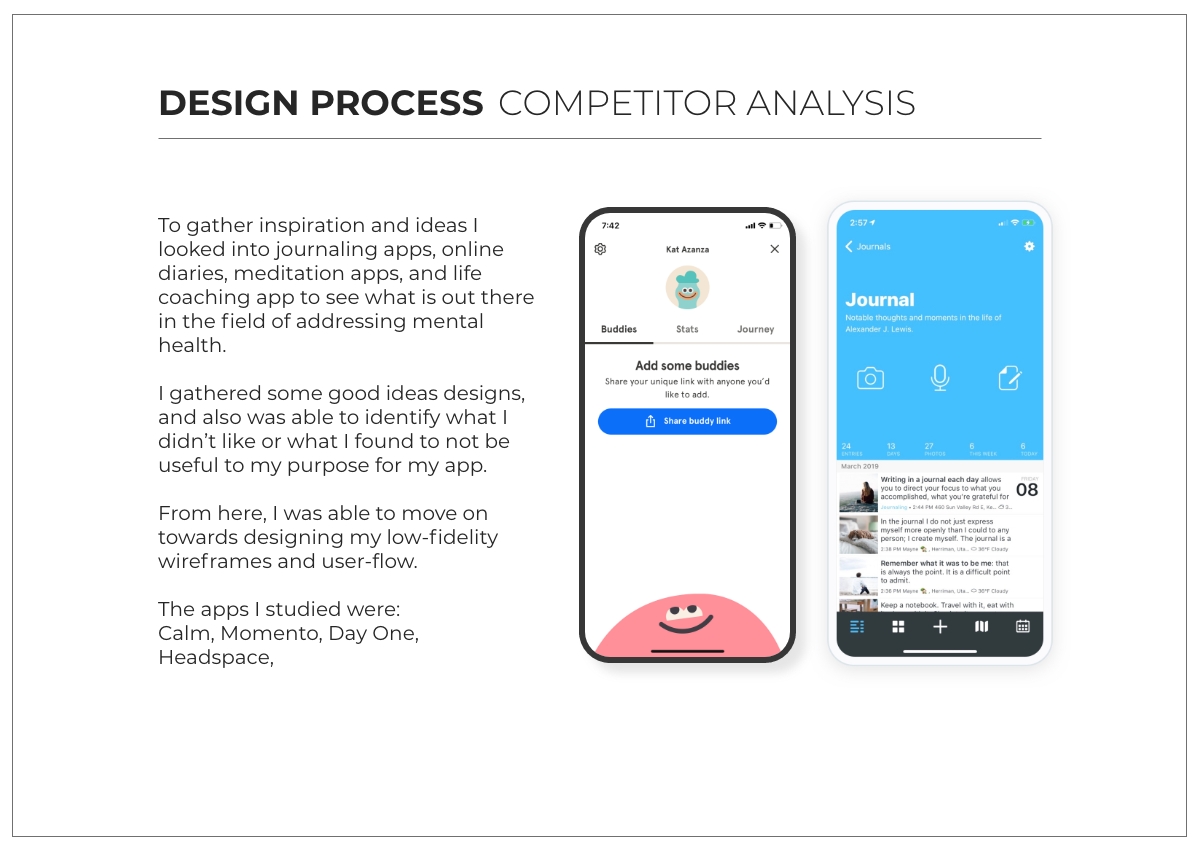 DESIGN PROCESS COMPETITOR ANALYSIS
To gather inspiration and ideas I
looked into journaling apps, online
diaries, meditation apps, and life
coaching app to see what is out there
in the field of addressing mental
health.
I gathered some good ideas designs,
and also was able to identify what I
didn't like or what I found to not be
useful to my purpose for my app.
From here, I was able to move on
towards designing my low-fidelity
wireframes and user-flow.
The apps I studied were:
Calm, Momento, Day One,
Headspace,
7:42
Kat Azanza
Buddies Stats Journey
Add some buddies
Share your unique link with anyone you'd
like to add.
Share buddy link
2:57
Journals
Journal
Notable thoughts and moments in the life of
Alexander J. Lewis.
24 13 27 6 6
ENTRIES DAYS PHOTOS THIS WEEK TODAY
March 2019
Writing in a journal each day allows
you to direct your focus to what you
accomplished, what you're grateful for
Journaling • 2:44 PM 460 Sun Valley Rd E, Ke...
FRIDAY
08
In the journal I do not just express
myself more openly than I could to any
person; I create myself. The journal is a
2:38 PM Mayne , Herriman, Uta... 36°F Cloudy
Remember what it was to be me: that
is always the point. It is a difficult point
to admit.
2:36 PM Mayne , Herriman, Uta... 36°F Cloudy
Keep a notebook. Travel with it, eat with